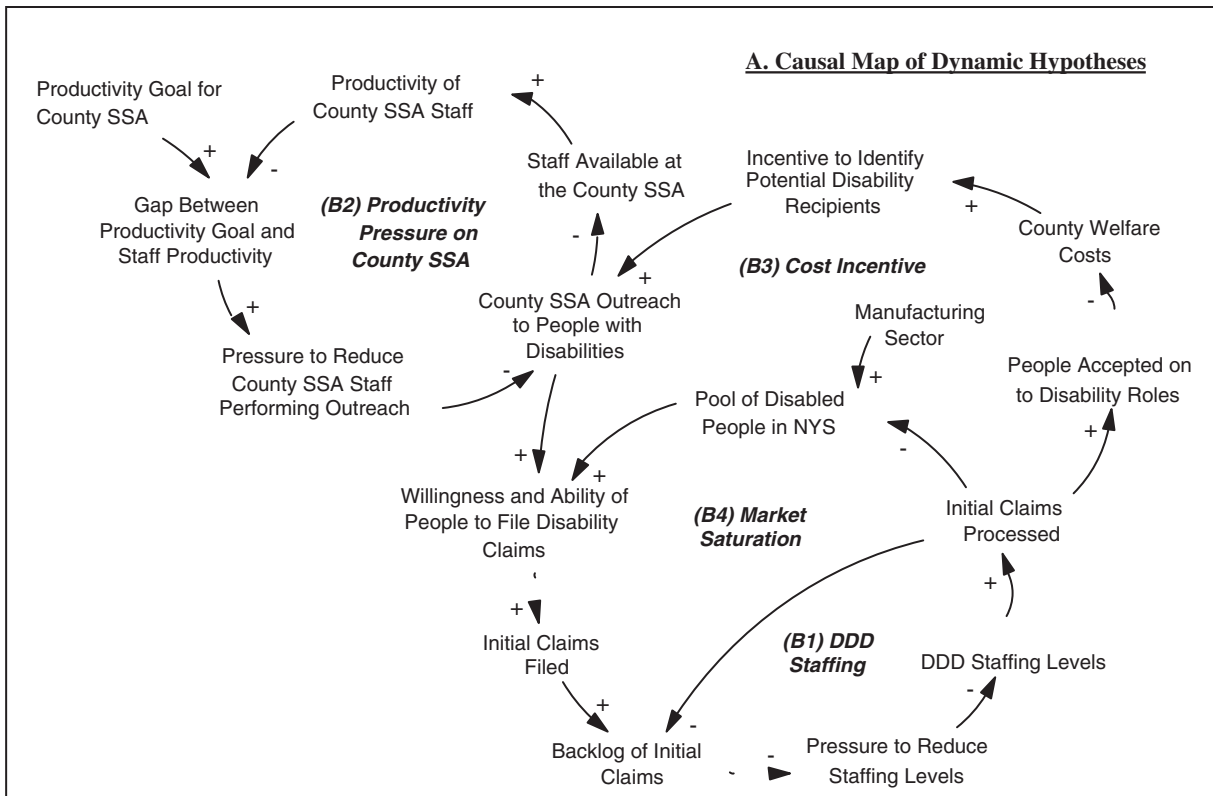 A. Causal Map of Dynamic Hypotheses
Productivity Goal for
County SSA
Productivity of
County SSA Staff
+
+
-
Staff Available at
the County SSA
Incentive to Identify
Potential Disability
Recipients
+
County Welfare
Costs
Gap Between
Productivity Goal and
Staff Productivity
(B2) Productivity
Pressure on
County SSA
-
+
(B3) Cost Incentive
-
+
County SSA Outreach
to People with
Disabilities
Manufacturing
Sector
+
Pressure to Reduce
County SSA Staff
Performing Outreach
-
Pool of Disabled
People in NYS
People Accepted on
to Disability Roles
+
-
+
+
Willingness and Ability of
People to File Disability
Claims
(B4) Market
Saturation
Initial Claims
Processed
+
+
Initial Claims
Filed
(B1) DDD
Staffing
DDD Staffing Levels
-
+
-
Backlog of Initial
Claims
-
Pressure to Reduce
Staffing Levels